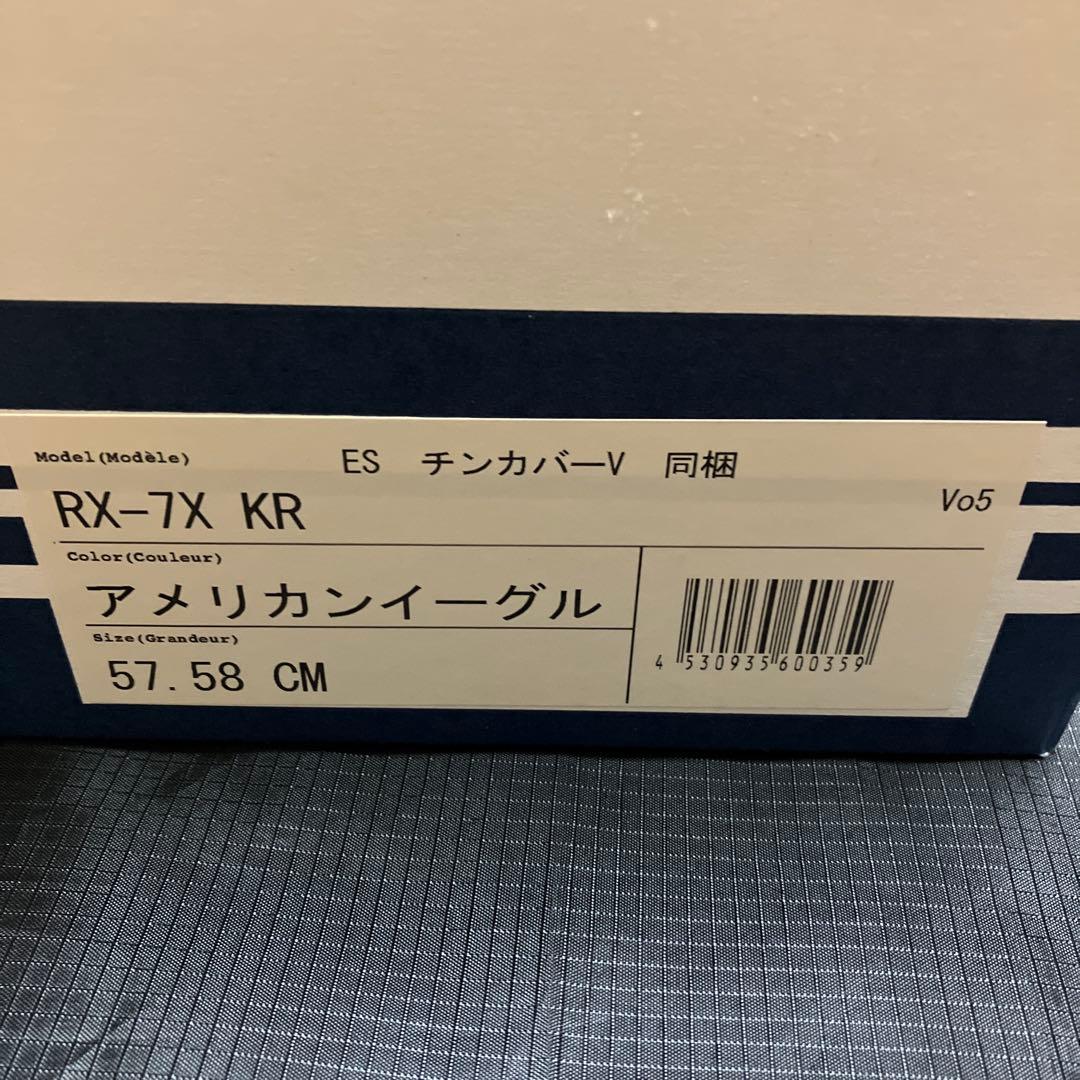 Model(Modèle)
ES チンカバーV 同梱
RX-7X KR
Vo5
Color(Couleur)
アメリカンイーグル
Size(Grandeur)
57.58 CM
4 530935 600359